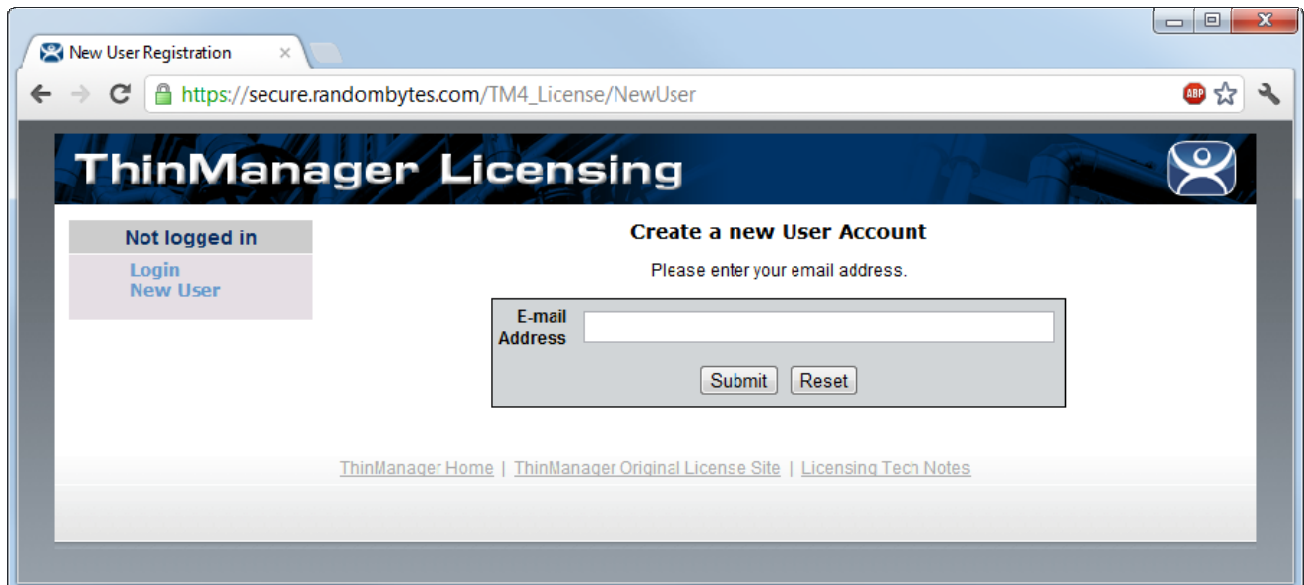 New User Registration
https://secure.randombytes.com/TM4_License/NewUser
ABP
ThinManager Licensing
Not logged in
Login
New User
Create a new User Account
Please enter your email address.
E-mail
Address
Submit Reset
ThinManager Home | ThinManager Original License Site | Licensing Tech Notes